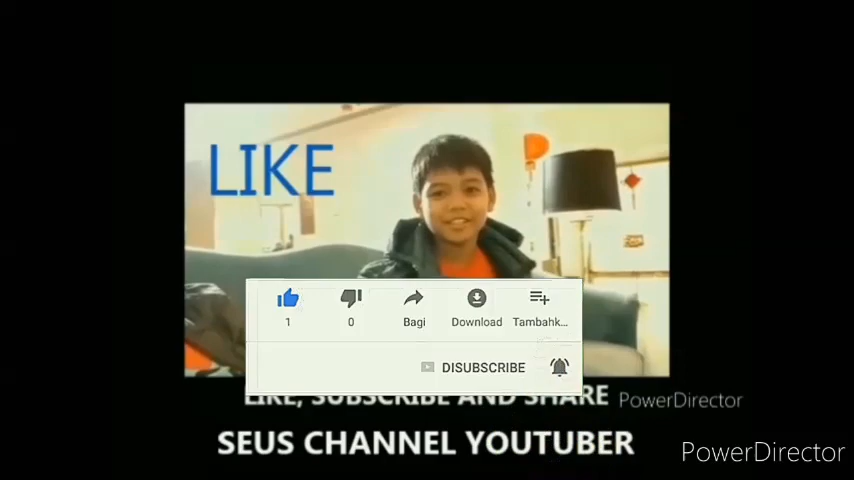 LIKE
1 0 Bagi Download Tambahk...
DISUBSCRIBE
LIKE, SUBSCRIBE AND SHARE
PowerDirector
SEUS CHANNEL YOUTUBER
PowerDirector